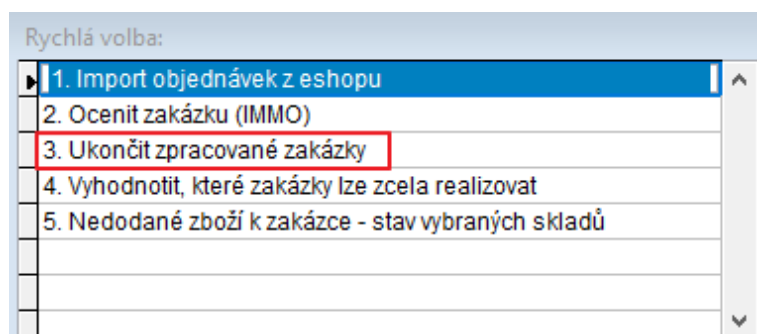 Rychlá volba:
1. Import objednávek z eshopu
2. Ocenit zakázku (IMMO)
3. Ukončit zpracované zakázky
4. Vyhodnotit, které zakázky lze zcela realizovat
5. Nedodané zboží k zakázce - stav vybraných skladů